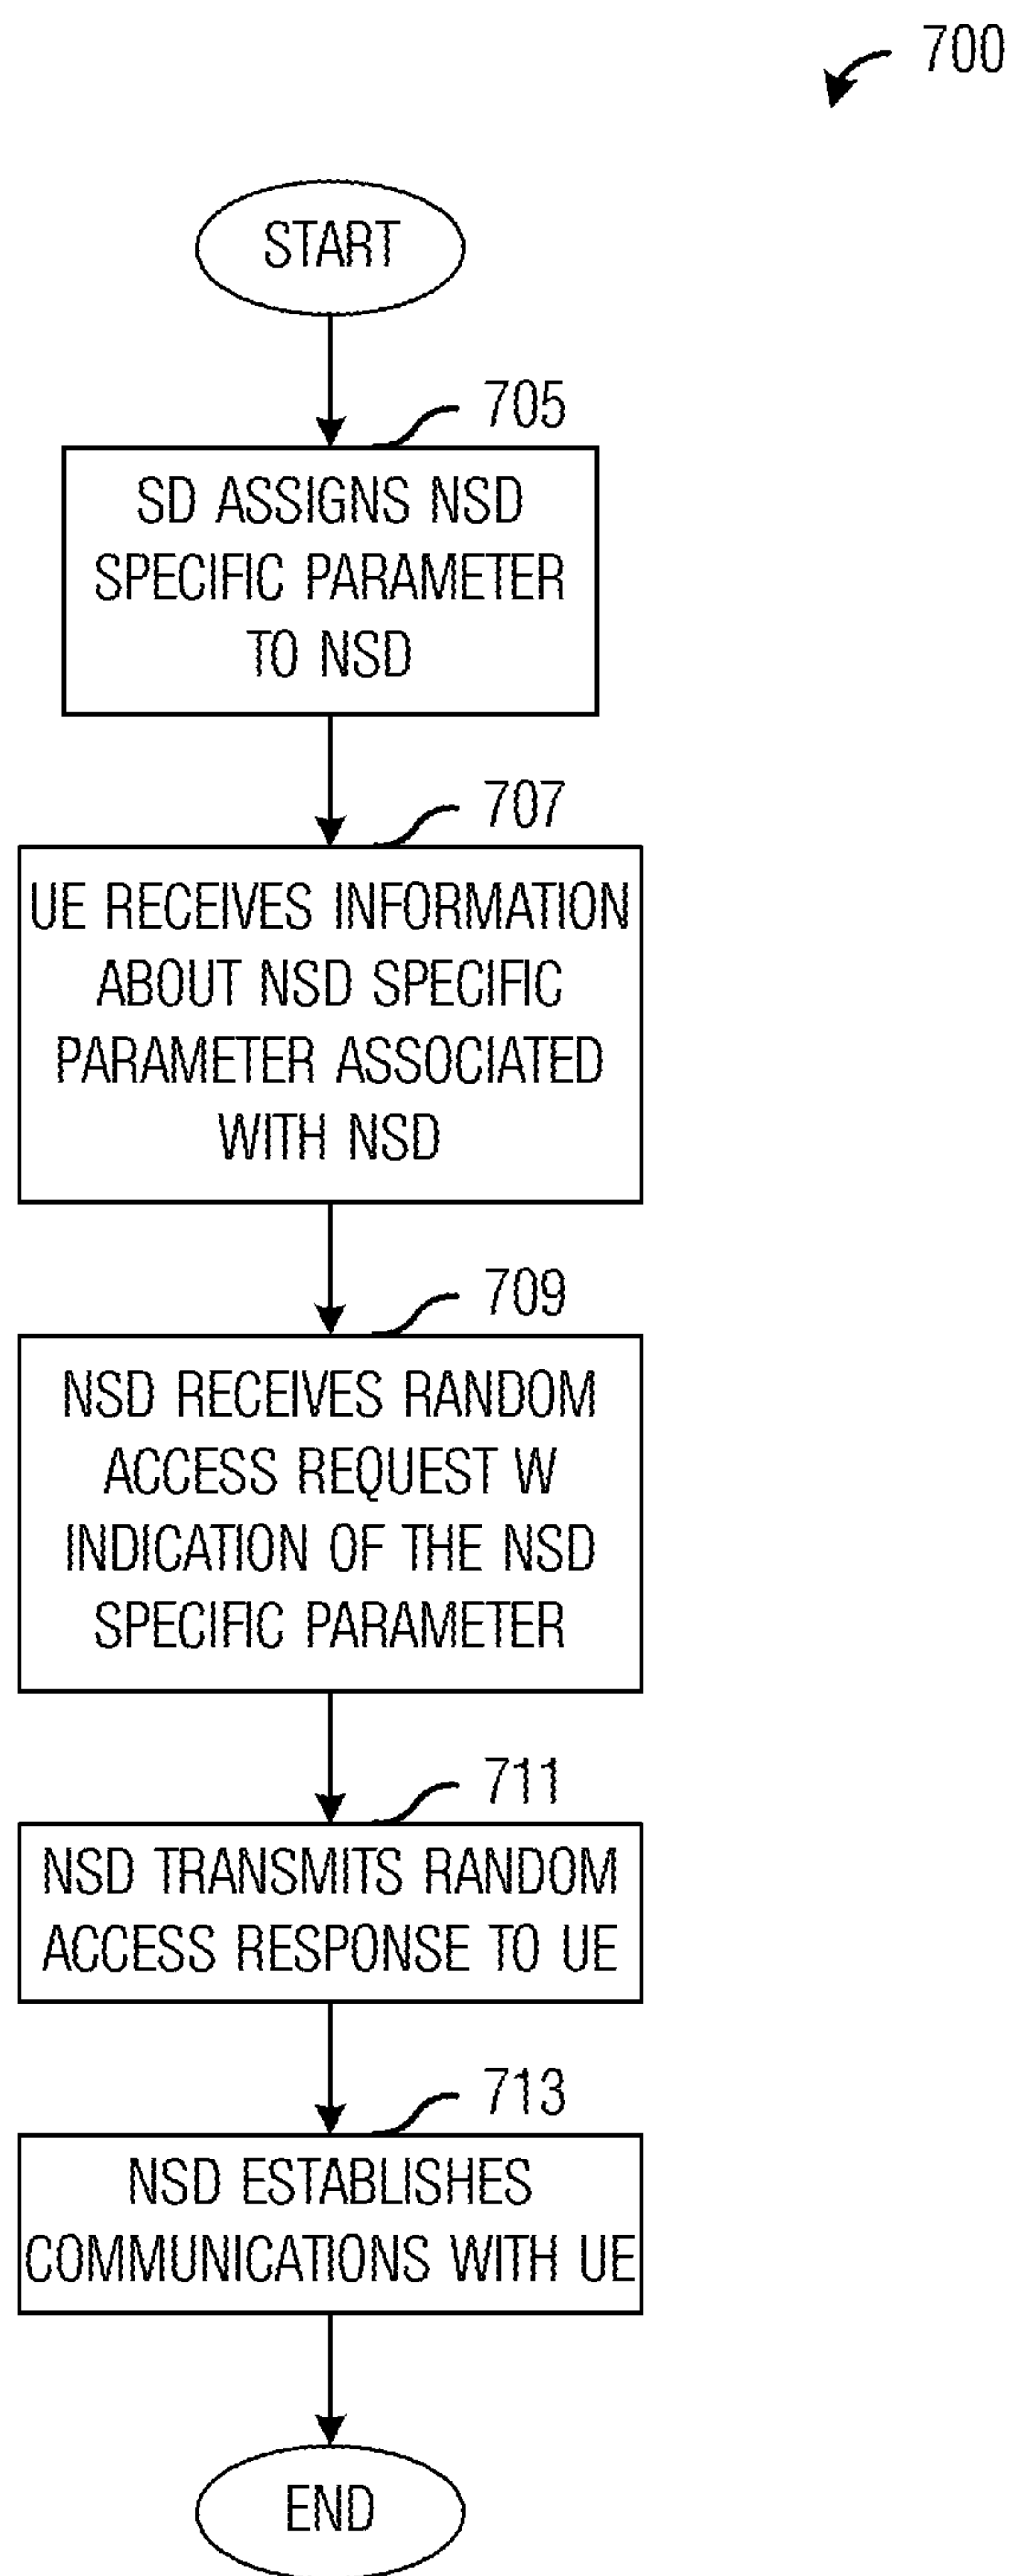 700
START
705
SD ASSIGNS NSD
SPECIFIC PARAMETER
TO NSD
707
UE RECEIVES INFORMATION
ABOUT NSD SPECIFIC
PARAMETER ASSOCIATED
WITH NSD
709
NSD RECEIVES RANDOM
ACCESS REQUEST W
INDICATION OF THE NSD
SPECIFIC PARAMETER
711
NSD TRANSMITS RANDOM
ACCESS RESPONSE TO UE
713
NSD ESTABLISHES
COMMUNICATIONS WITH UE
END